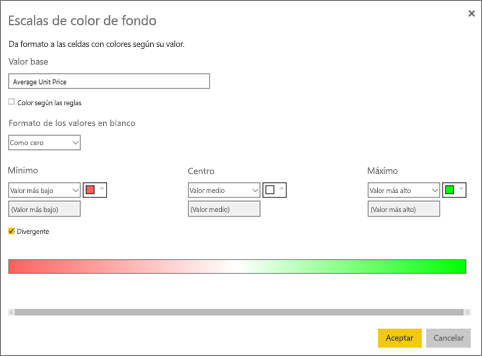 Escalas de color de fondo
Da formato a las celdas con colores según su valor.
Valor base
Average Unit Price
Color según las reglas
Formato de los valores en blanco
Como cero
Mínimo Centro Máximo
Valor más bajo Valor medio Valor más alto
(Valor más bajo) (Valor medio) (Valor más alto)
Divergente
Aceptar Cancelar